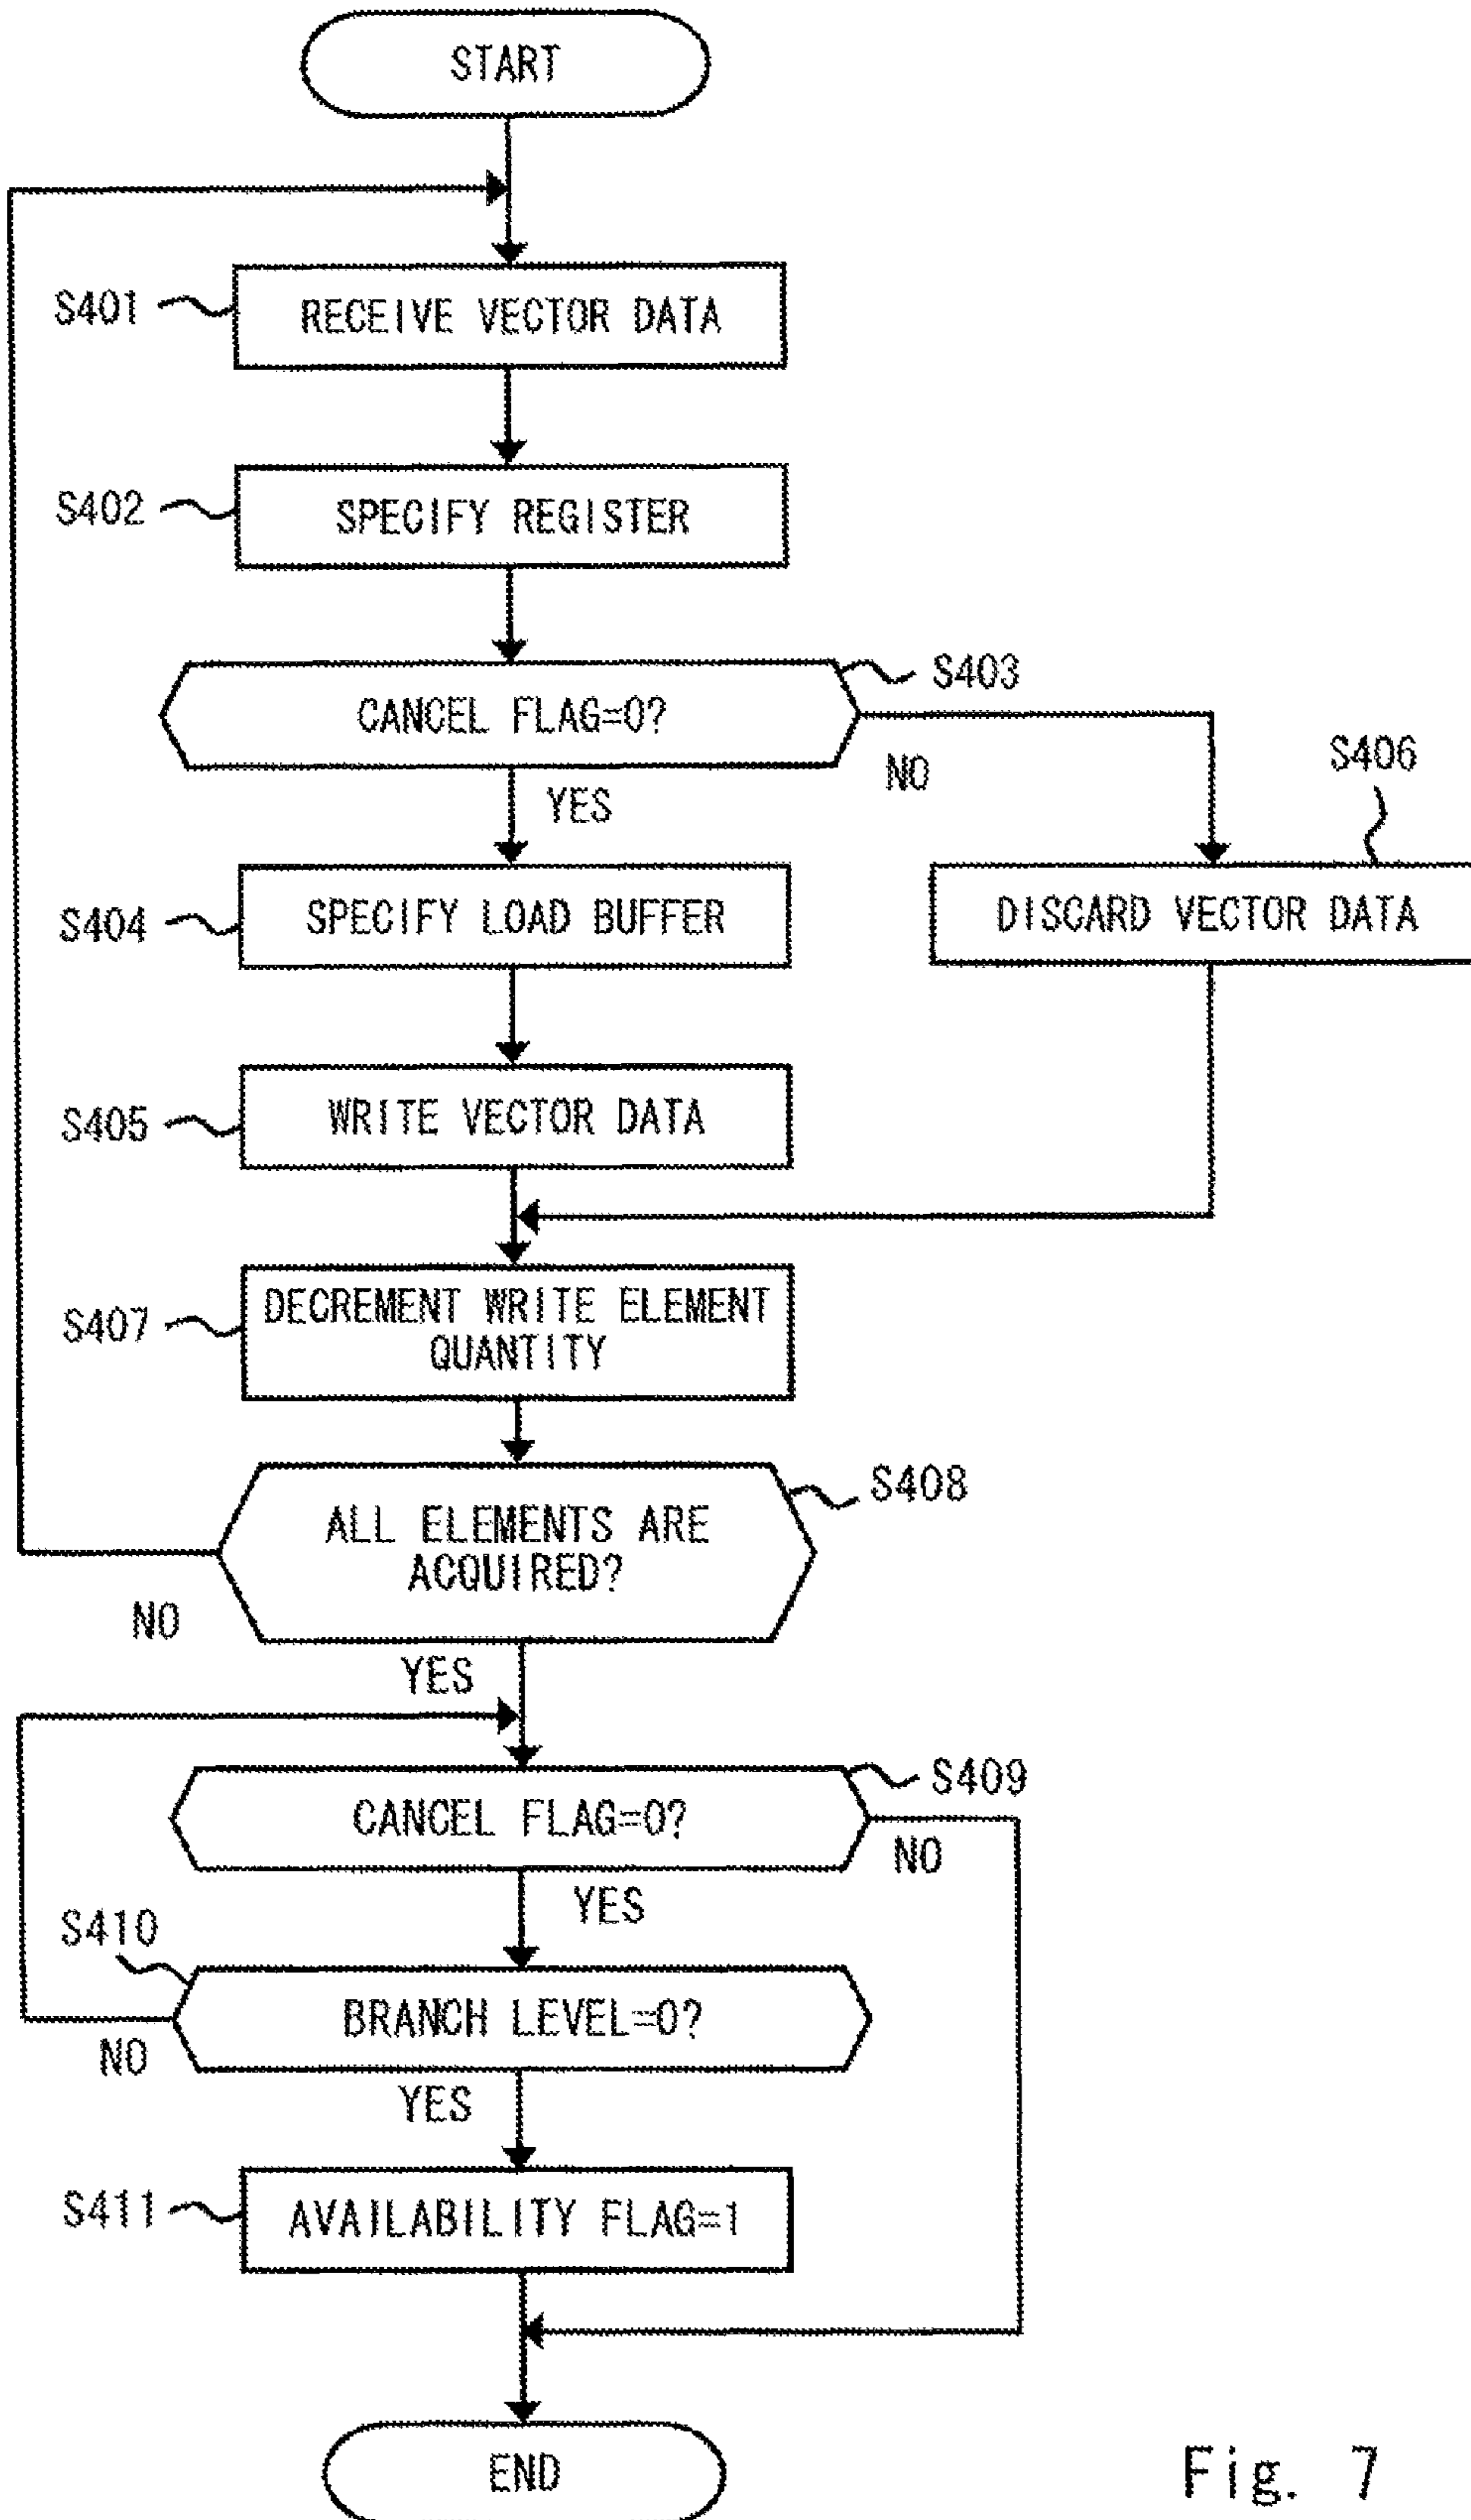 START
S401
RECEIVE VECTOR DATA
S402
SPECIFY REGISTER
S403
CANCEL FLAG=0?
NO
YES
S406
S404
SPECIFY LOAD BUFFER
DISCARD VECTOR DATA
S405
WRITE VECTOR DATA
S407
DECREMENT WRITE ELEMENT
QUANTITY
S408
ALL ELEMENTS ARE
ACQUIRED?
NO
YES
S409
CANCEL FLAG=0?
NO
YES
S410
BRANCH LEVEL=0?
NO
YES
S411
AVAILABILITY FLAG=1
END
Fig. 7